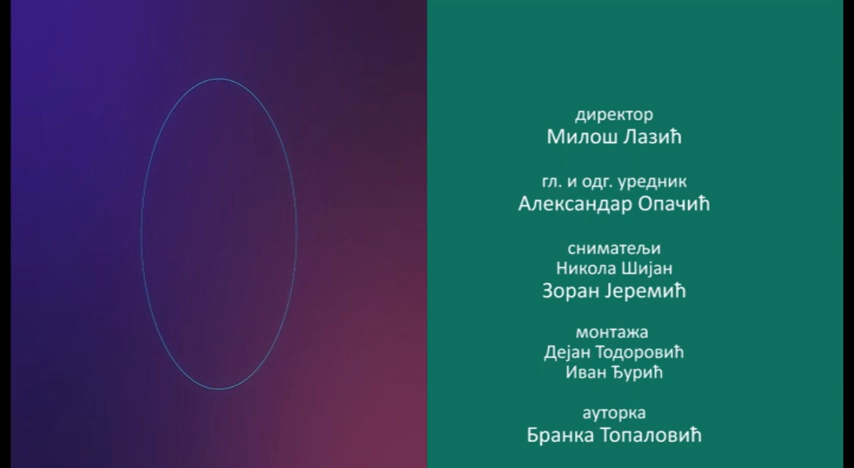 директор
Милош Лазић
гл. и одг. уредник
Александар Опачић
сниматељи
Никола Шијан
Зоран Јеремић
монтажа
Дејан Тодоровић
Иван Ђурић
ауторка
Бранка Топаловић